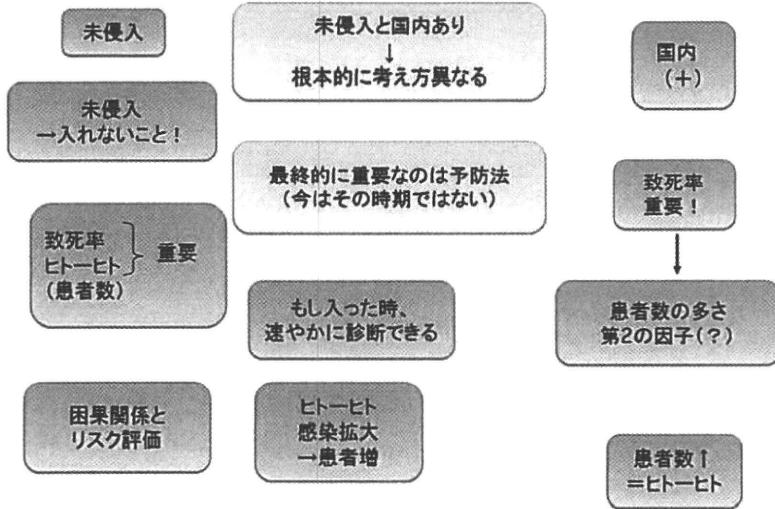 未侵入
未侵入
→入れないこと！
致死率
ヒトーヒト
(患者数)
重要
因果関係と
リスク評価
未侵入と国内あり
↓
根本的に考え方異なる
最終的に重要なのは予防法
(今はその時期ではない)
もし入った時、
速やかに診断できる
ヒトーヒト
感染拡大
→患者増
国内
(＋)
致死率
重要！
患者数の多さ
第2の因子(？)
患者数↑
＝ヒトーヒト